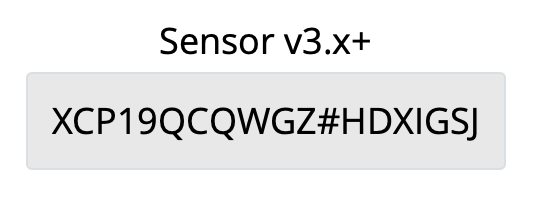 Sensor v3.x+
XCP19QCQWGZ#HDXIGSJ